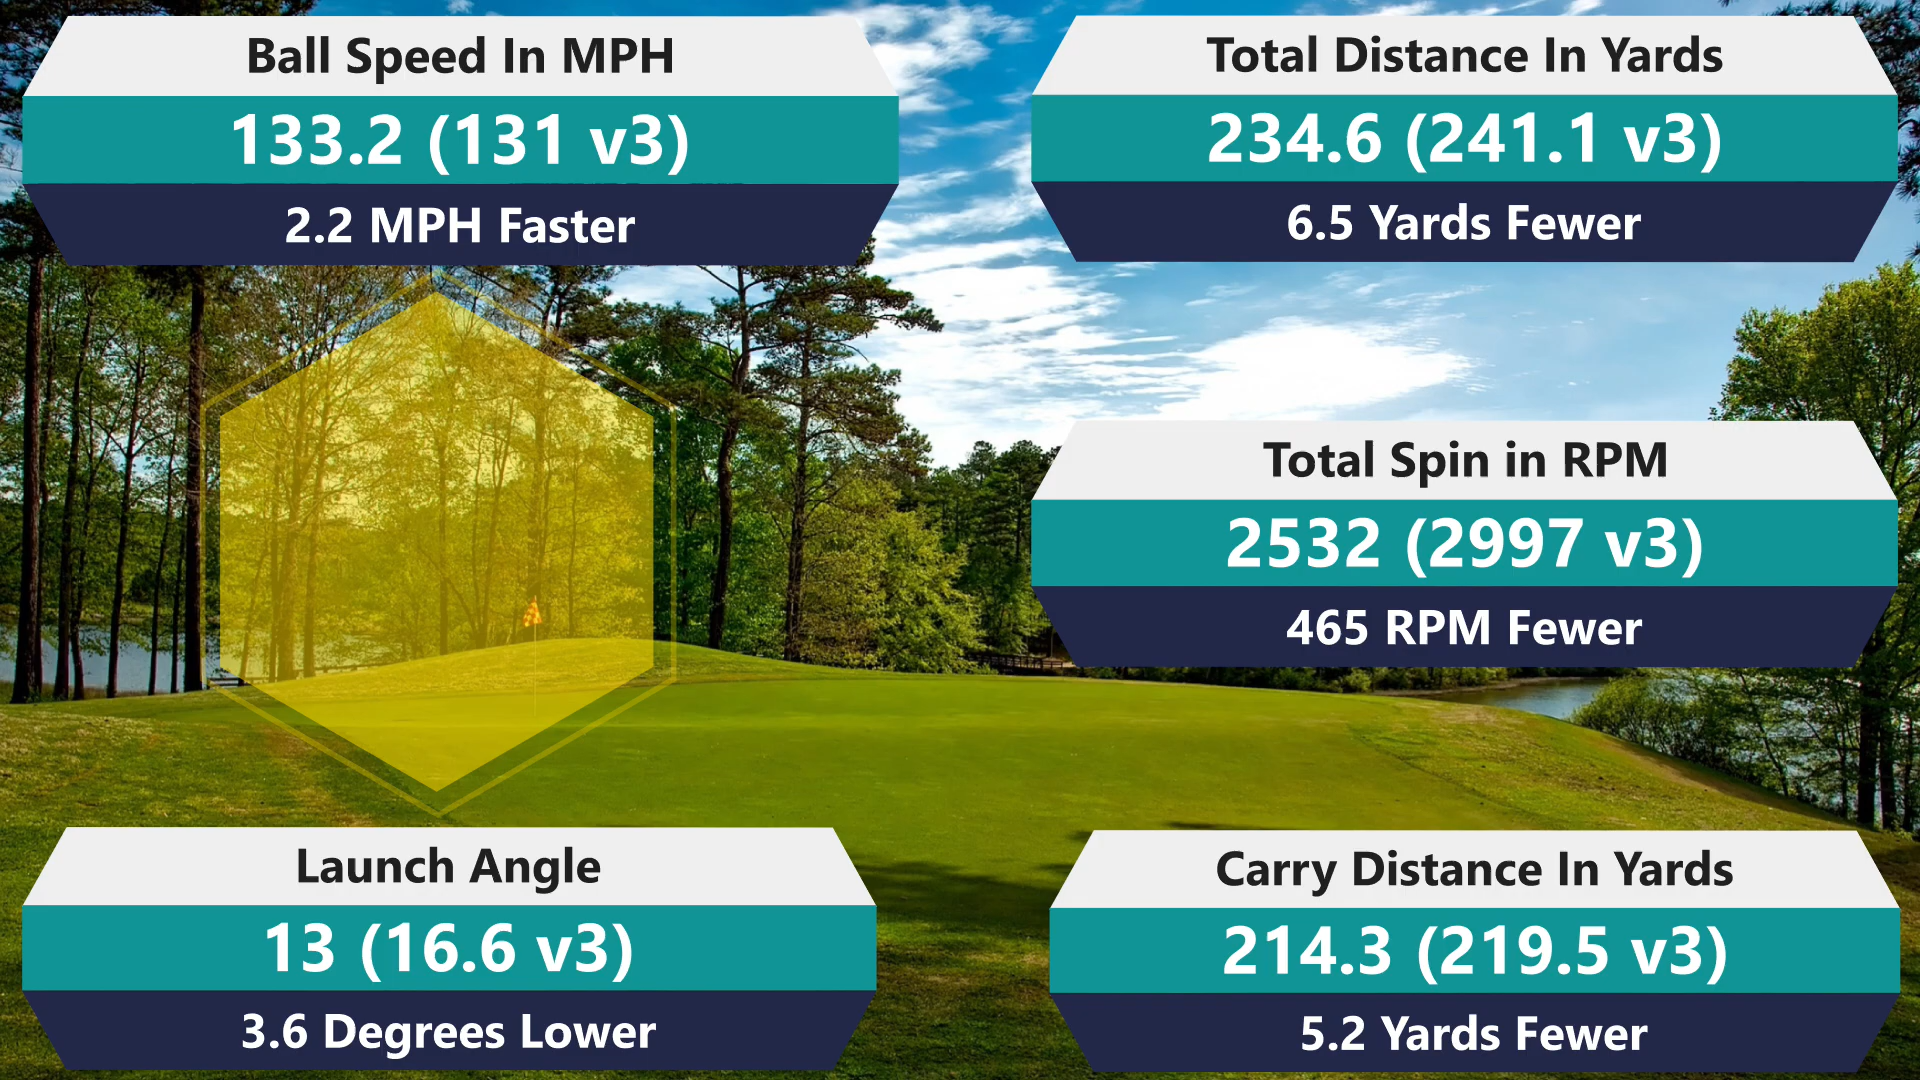 Ball Speed In MPH
133.2 (131 v3)
2.2 MPH Faster
Total Distance In Yards
234.6 (241.1 v3)
6.5 Yards Fewer
Total Spin in RPM
2532 (2997 v3)
465 RPM Fewer
Launch Angle
13 (16.6 v3)
3.6 Degrees Lower
Carry Distance In Yards
214.3 (219.5 v3)
5.2 Yards Fewer